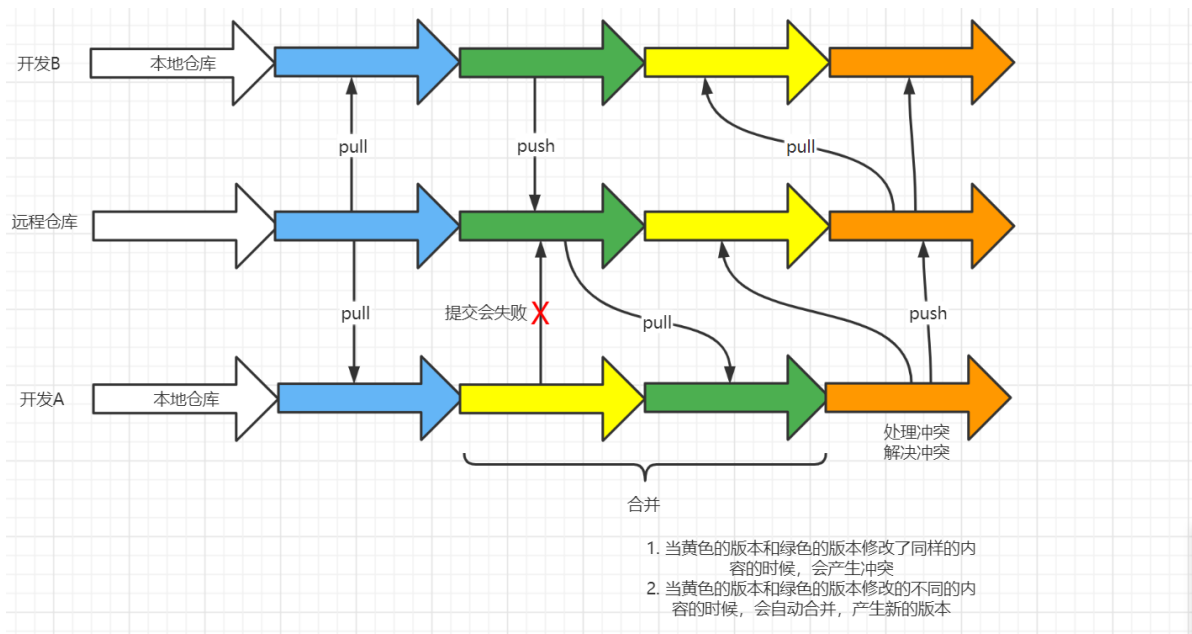 开发B
本地仓库
pull
push
pull
远程仓库
提交会失败
X
pull
pull
push
开发A
本地仓库
处理冲突
解决冲突
合并
1. 当黄色的版本和绿色的版本修改了同样的内
容的时候，会产生冲突
2. 当黄色的版本和绿色的版本修改的不同的内
容的时候，会自动合并，产生新的版本